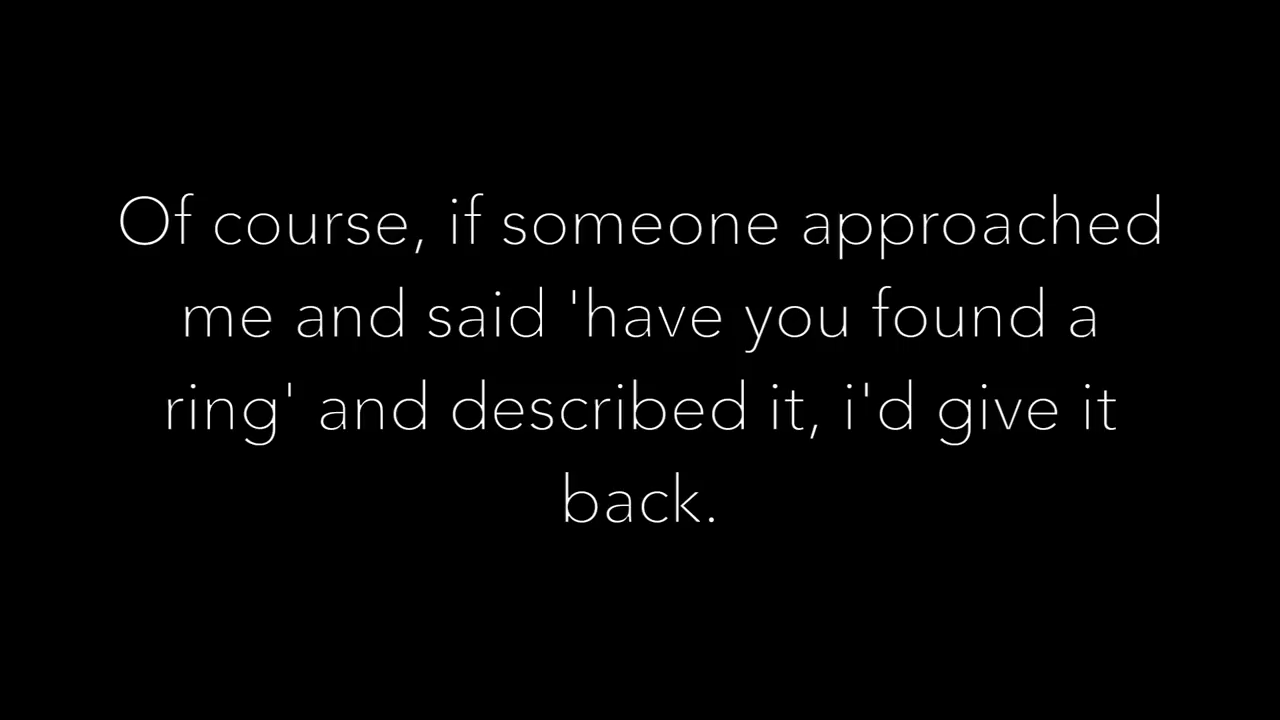 Of course, if someone approached
me and said 'have you found a
ring' and described it, i'd give it
back.